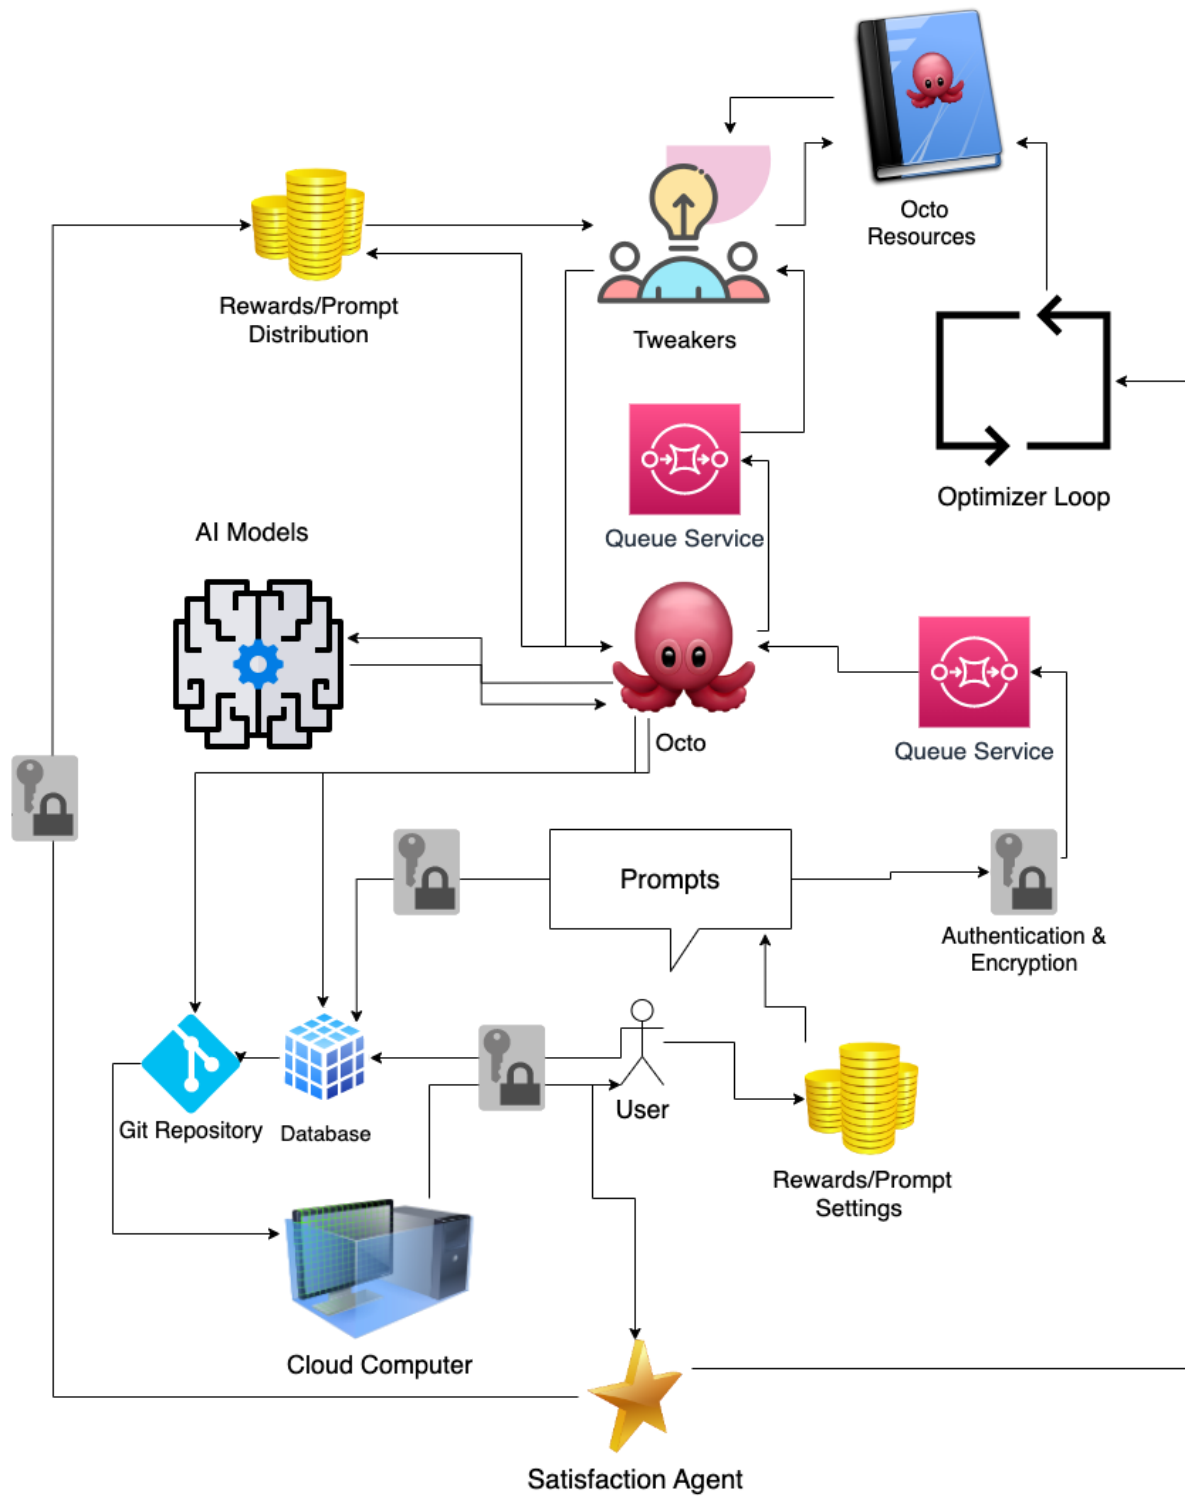 Octo
Resources
Rewards/Prompt
Distribution
Tweakers
Optimizer Loop
AI Models
Queue Service
Octo
Queue Service
Prompts
Authentication &
Encryption
User
Git Repository
Database
Rewards/Prompt
Settings
Cloud Computer
Satisfaction Agent